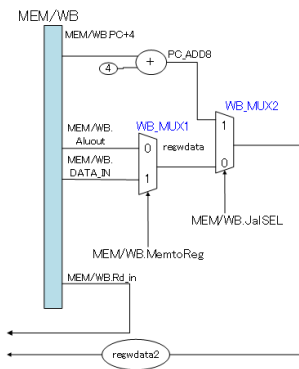 MEM/WB
MEM/WB.PC+4
PC_ADD8
4
+
WB_MUX2
WB_MUX1
1
MEM/WB.
Aluout
0
regwdata
MEM/WB.
DATA_IN
1
0
MEM/WB.JalSEL
MEM/WB.MemtoReg
MEM/WB.Rd_in
regwdata2